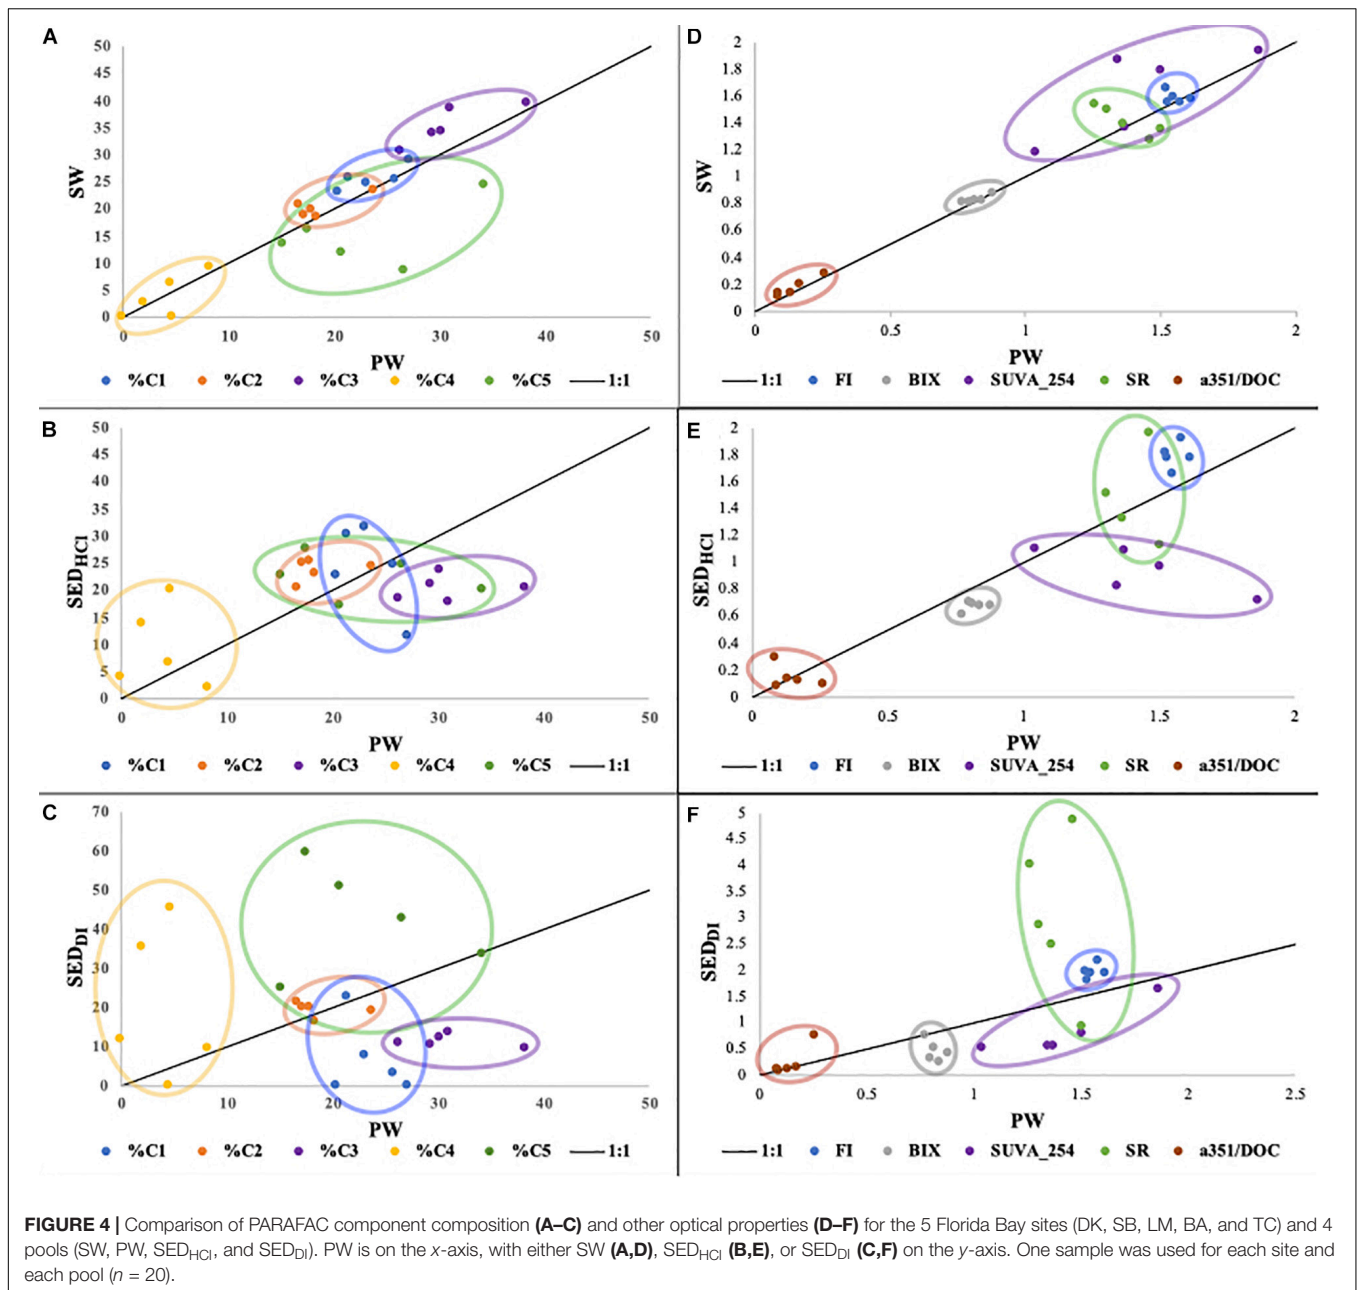 A
50
45
40
35
30
25
20
15
10
5
0
SW
0 10 20 30 40 50
PW
%C1 %C2 %C3 %C4 %C5 1:1
D
2
1.8
1.6
1.4
1.2
1
0.8
0.6
0.4
0.2
0
SW
0 0.5 1 1.5 2
PW
1:1 FI BIX SUVA_254 SR a351/DOC
B
50
45
40
35
30
25
20
15
10
5
0
SED_HCl
0 10 20 30 40 50
PW
%C1 %C2 %C3 %C4 %C5 1:1
E
2
1.8
1.6
1.4
1.2
1
0.8
0.6
0.4
0.2
0
SED_HCl
0 0.5 1 1.5 2
PW
1:1 FI BIX SUVA_254 SR a351/DOC
C
70
60
50
40
30
20
10
0
SED_DI
0 10 20 30 40 50
PW
%C1 %C2 %C3 %C4 %C5 1:1
F
5
4.5
4
3.5
3
2.5
2
1.5
1
0.5
0
SED_DI
0 0.5 1 1.5 2 2.5
PW
1:1 FI BIX SUVA_254 SR a351/DOC
FIGURE 4 | Comparison of PARAFAC component composition (A–C) and other optical properties (D–F) for the 5 Florida Bay sites (DK, SB, LM, BA, and TC) and 4
pools (SW, PW, SED_HCl, and SED_DI). PW is on the x-axis, with either SW (A,D), SED_HCl (B,E), or SED_DI (C,F) on the y-axis. One sample was used for each site and
each pool (n = 20).